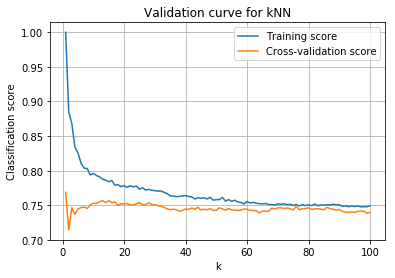 Validation curve for kNN
Training score
Cross-validation score
Classification score
1.00
0.95
0.90
0.85
0.80
0.75
0.70
0
20
40
60
80
100
k